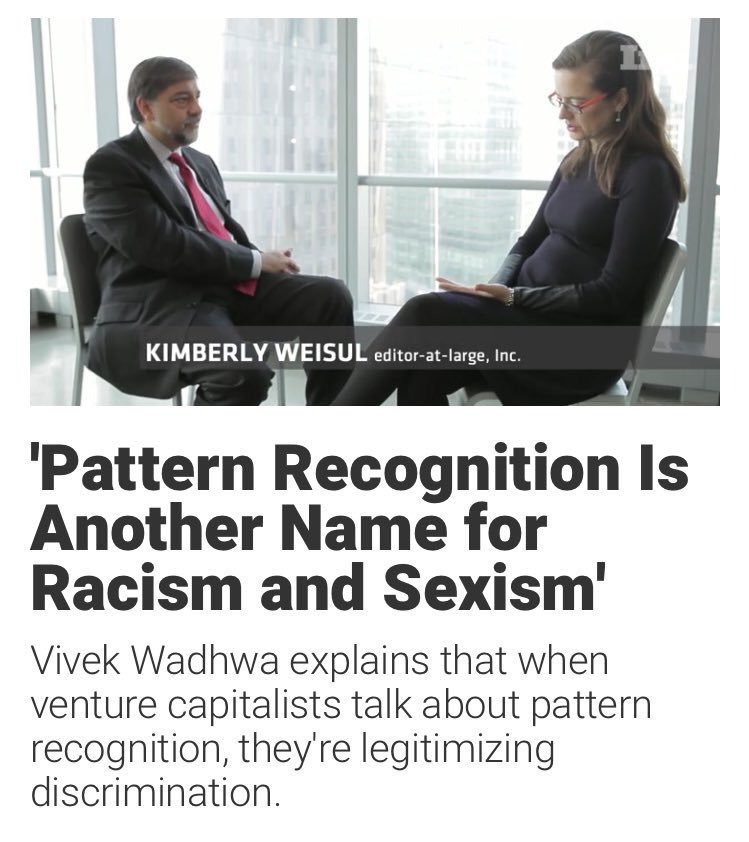 KIMBERLY WEISUL editor-at-large, Inc.
'Pattern Recognition Is
Another Name for
Racism and Sexism'
Vivek Wadhwa explains that when
venture capitalists talk about pattern
recognition, they're legitimizing
discrimination.